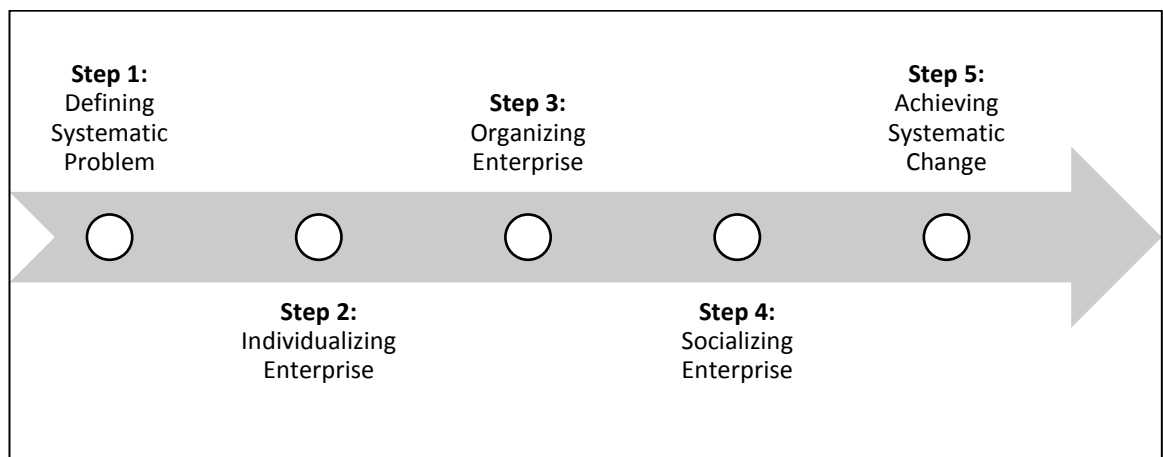 Step 1:
Defining
Systematic
Problem
Step 2:
Individualizing
Enterprise
Step 3:
Organizing
Enterprise
Step 4:
Socializing
Enterprise
Step 5:
Achieving
Systematic
Change